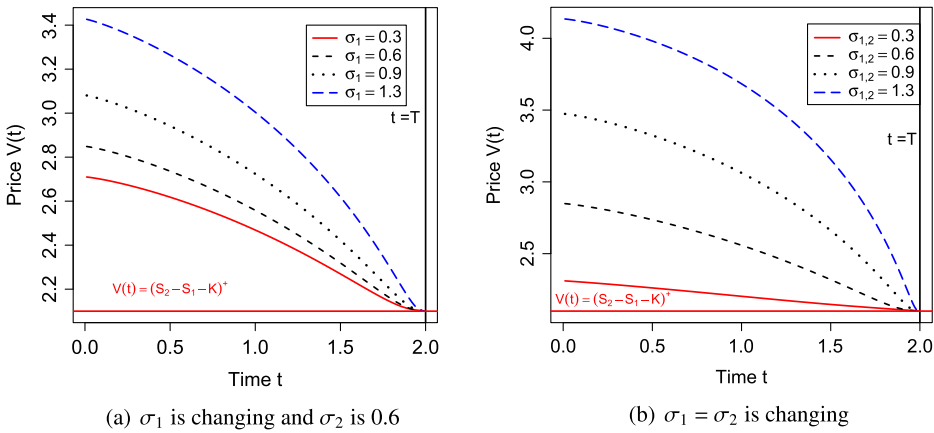 Price V(t)
3.4
3.2
3.0
2.8
2.6
2.4
2.2
σ₁ = 0.3
σ₁ = 0.6
σ₁ = 0.9
σ₁ = 1.3
t =T
V(t) = (S₂−S₁−K)⁺
0.0 0.5 1.0 1.5 2.0
Time t
(a) σ₁ is changing and σ₂ is 0.6
Price V(t)
4.0
3.5
3.0
2.5
σ₁,₂ = 0.3
σ₁,₂ = 0.6
σ₁,₂ = 0.9
σ₁,₂ = 1.3
t =T
V(t) = (S₂−S₁−K)⁺
0.0 0.5 1.0 1.5 2.0
Time t
(b) σ₁ = σ₂ is changing